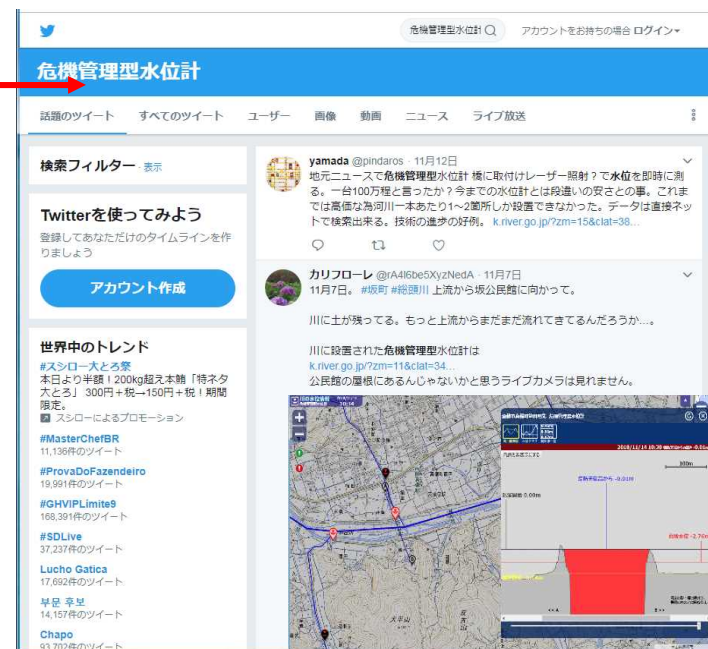 危機管理型水位計
アカウントをお持ちの場合 ログイン
危機管理型水位計
話題のツイート すべてのツイート ユーザー 画像 動画 ニュース ライブ放送
検索フィルター · 表示
Twitterを使ってみよう
登録してあなただけのタイムラインを作
りましょう
アカウント作成
世界中のトレンド
#スシロー大とろ祭
本日より半額！200kg超え本鮪「特ネタ
大とろ」 300円＋税→150円＋税！期間
限定。
スシローによるプロモーション
#MasterChefBR
11,136件のツイート
#ProvaDoFazendeiro
19,991件のツイート
#GHVIPLimite9
168,391件のツイート
#SDLive
37,237件のツイート
Lucho Gatica
17,692件のツイート
부문 후보
14,157件のツイート
Chapo
93,702件のツイート
yamada @pindaros · 11月12日
地元ニュースで危機管理型水位計 橋に取付けレーザー照射？で水位を即時に測
る。一台100万程と言ったか？今までの水位計とは段違いの安さとの事。これま
では高価な為河川一本あたり1～2箇所しか設置できなかった。データは直接ネッ
トで検索出来る。技術の進歩の好例。 k.river.go.jp/?zm=15&clat=38...
カリフローレ @rA4l6be5XyzNedA · 11月7日
11月7日。 #坂町 #総頭川 上流から坂公民館に向かって。
川に土が残ってる。もっと上流からまだまだ流れてきてるんだろうか…。
川に設置された危機管理型水位計は
k.river.go.jp/?zm=11&clat=34...
公民館の屋根にあるんじゃないかと思うライブカメラは見れません。
2018/11/14 10:20
100m
-0.01m
0.00m